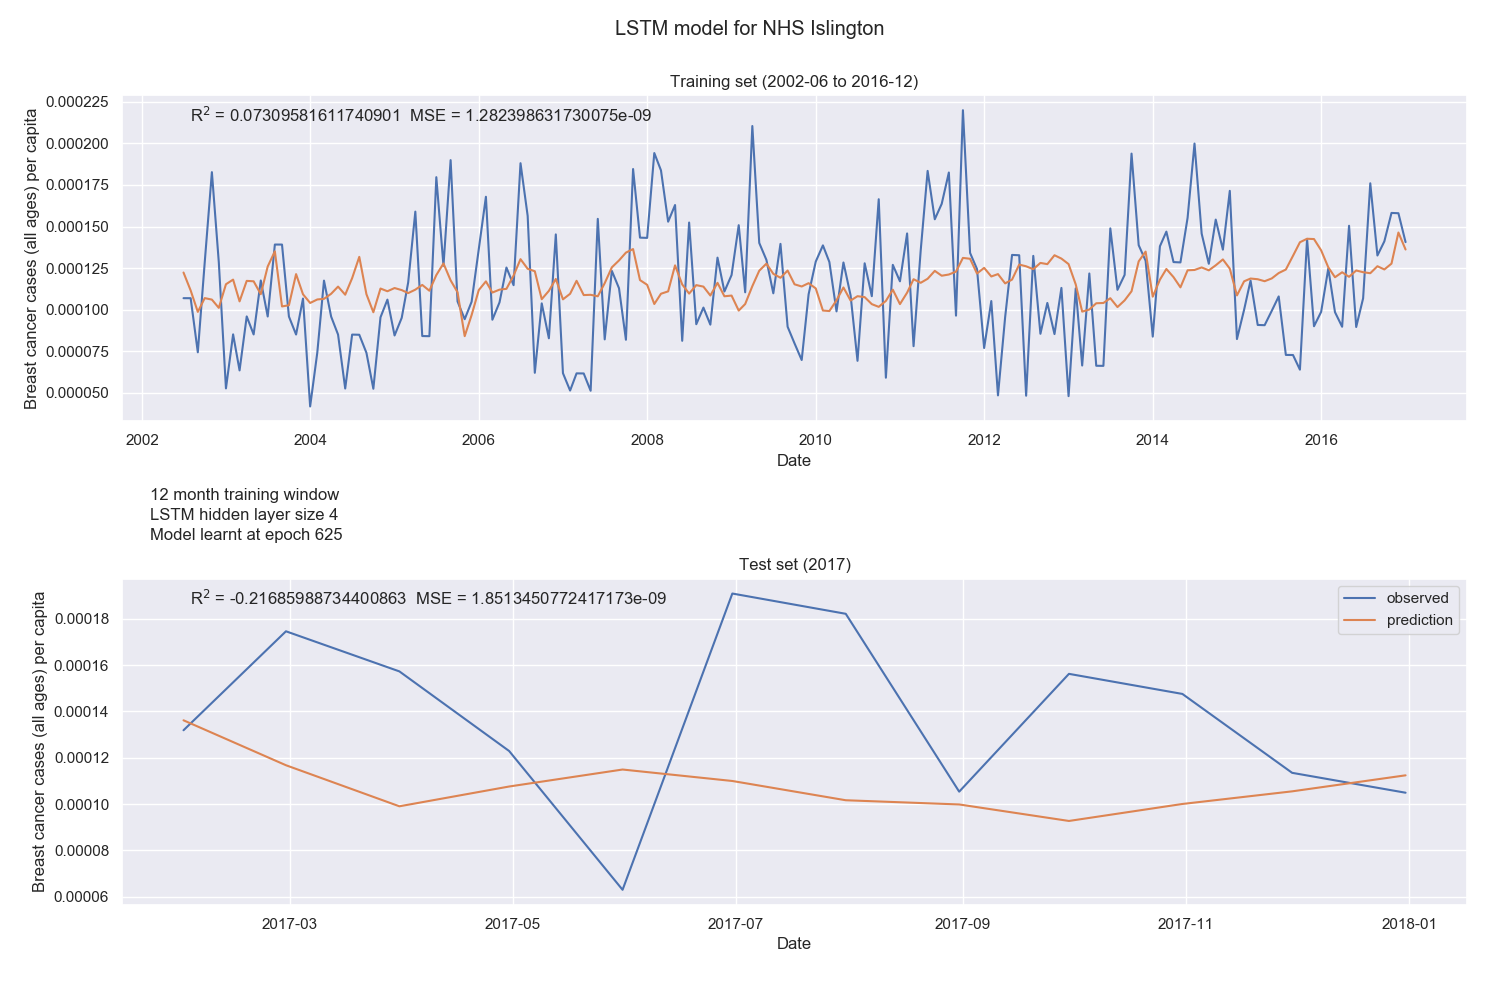 LSTM model for NHS Islington
Training set (2002-06 to 2016-12)
R² = 0.07309581611740901 MSE = 1.282398631730075e-09
Breast cancer cases (all ages) per capita
0.000225
0.000200
0.000175
0.000150
0.000125
0.000100
0.000075
0.000050
2002 2004 2006 2008 2010 2012 2014 2016
Date
12 month training window
LSTM hidden layer size 4
Model learnt at epoch 625
Test set (2017)
R² = -0.21685988734400863 MSE = 1.8513450772417173e-09
observed
prediction
Breast cancer cases (all ages) per capita
0.00018
0.00016
0.00014
0.00012
0.00010
0.00008
0.00006
2017-03 2017-05 2017-07 2017-09 2017-11 2018-01
Date